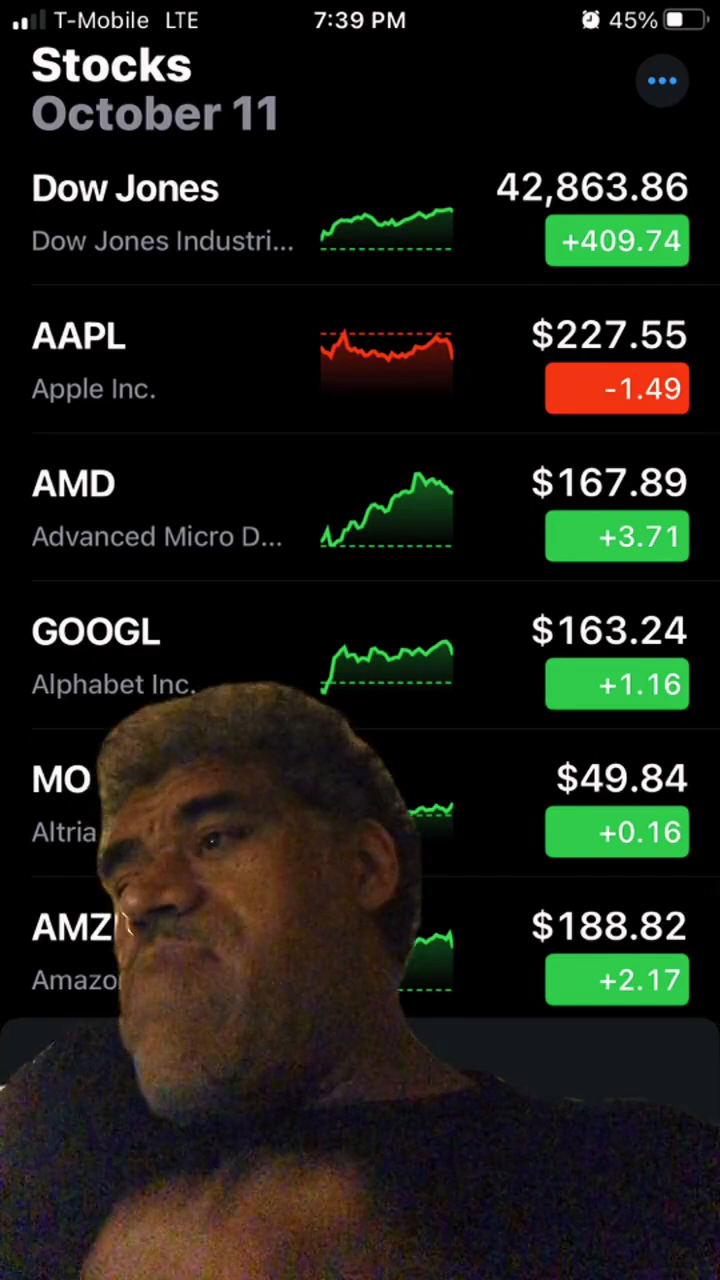 T-Mobile LTE 7:39 PM 45%
Stocks
October 11
Dow Jones 42,863.86
Dow Jones Industri... +409.74
AAPL $227.55
Apple Inc. -1.49
AMD $167.89
Advanced Micro D... +3.71
GOOGL $163.24
Alphabet Inc. +1.16
MO $49.84
Altria +0.16
AMZ $188.82
Amazo +2.17